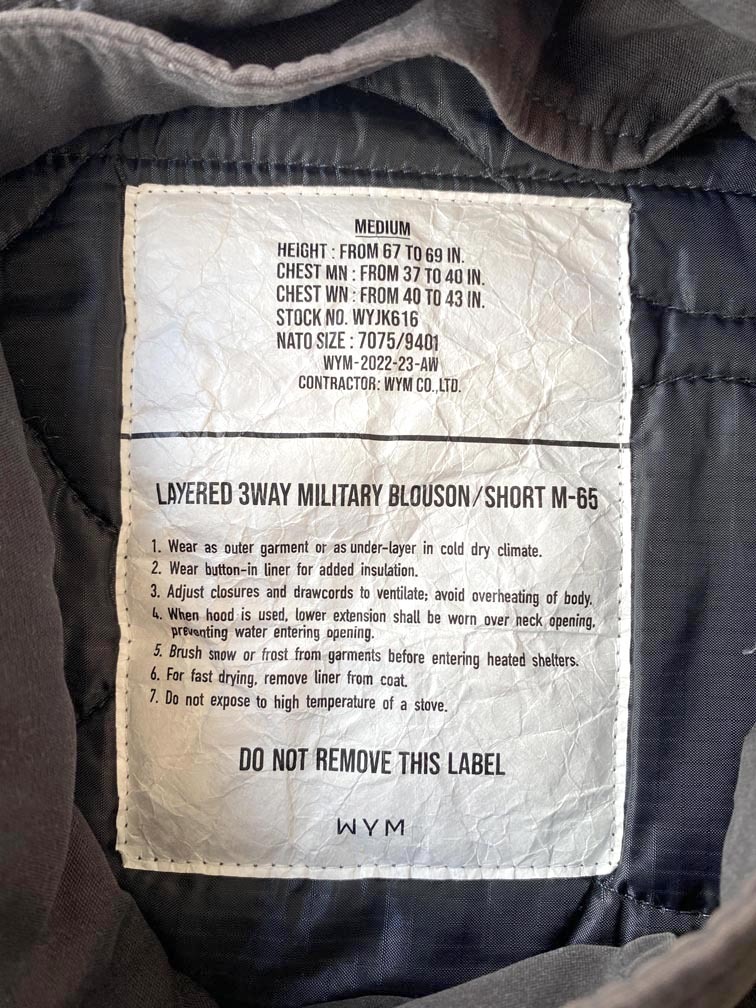 MEDIUM
HEIGHT : FROM 67 TO 69 IN.
CHEST MN : FROM 37 TO 40 IN.
CHEST WN : FROM 40 TO 43 IN.
STOCK NO. WYJK616
NATO SIZE : 7075/9401
WYM-2022-23-AW
CONTRACTOR: WYM CO.,LTD.
LAYERED 3WAY MILITARY BLOUSON/SHORT M-65
1. Wear as outer garment or as under-layer in cold dry climate.
2. Wear button-in liner for added insulation.
3. Adjust closures and drawcords to ventilate; avoid overheating of body.
4. When hood is used, lower extension shall be worn over neck opening,
preventing water entering opening.
5. Brush snow or frost from garments before entering heated shelters.
6. For fast drying, remove liner from coat.
7. Do not expose to high temperature of a stove.
DO NOT REMOVE THIS LABEL
WYM